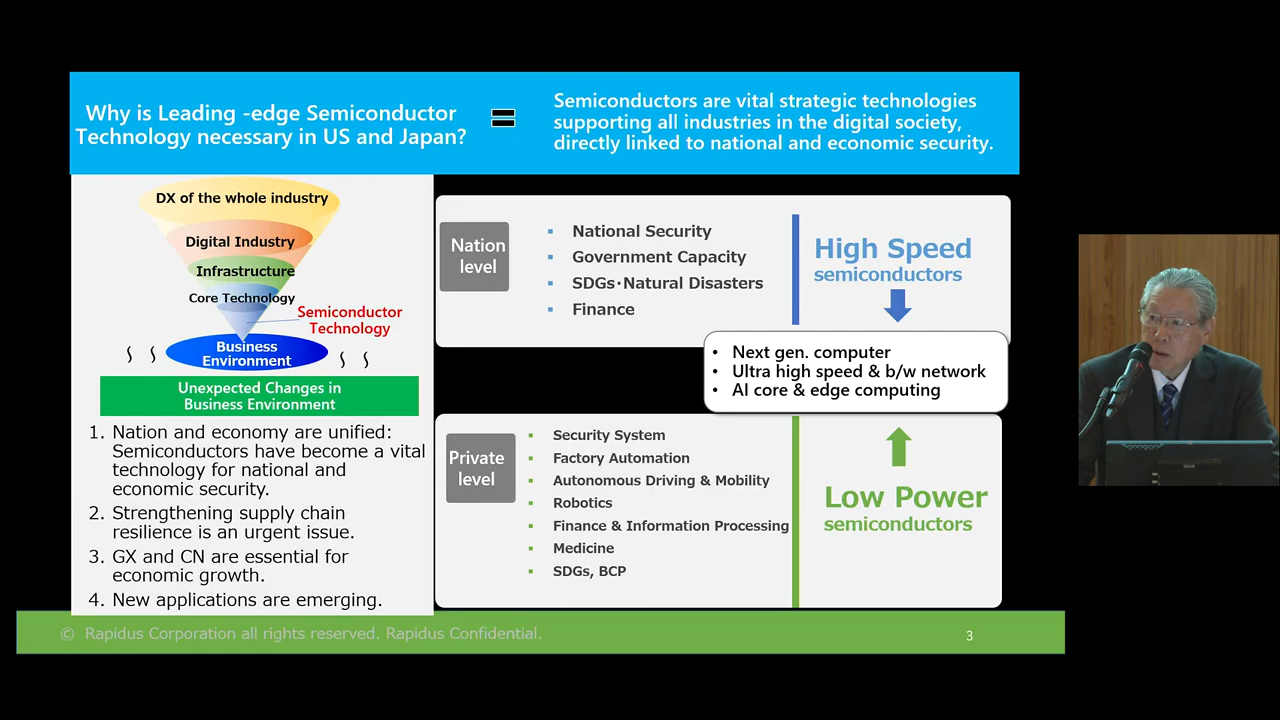 Why is Leading -edge Semiconductor
Technology necessary in US and Japan?
=
Semiconductors are vital strategic technologies
supporting all industries in the digital society,
directly linked to national and economic security.
DX of the whole industry
Digital Industry
Infrastructure
Core Technology
Semiconductor
Technology
Business
Environment
Unexpected Changes in
Business Environment
1. Nation and economy are unified:
Semiconductors have become a vital
technology for national and
economic security.
2. Strengthening supply chain
resilience is an urgent issue.
3. GX and CN are essential for
economic growth.
4. New applications are emerging.
Nation
level
▪ National Security
▪ Government Capacity
▪ SDGs・Natural Disasters
▪ Finance
High Speed
semiconductors
• Next gen. computer
• Ultra high speed & b/w network
• AI core & edge computing
Private
level
▪ Security System
▪ Factory Automation
▪ Autonomous Driving & Mobility
▪ Robotics
▪ Finance & Information Processing
▪ Medicine
▪ SDGs, BCP
Low Power
semiconductors
© Rapidus Corporation all rights reserved. Rapidus Confidential.
3